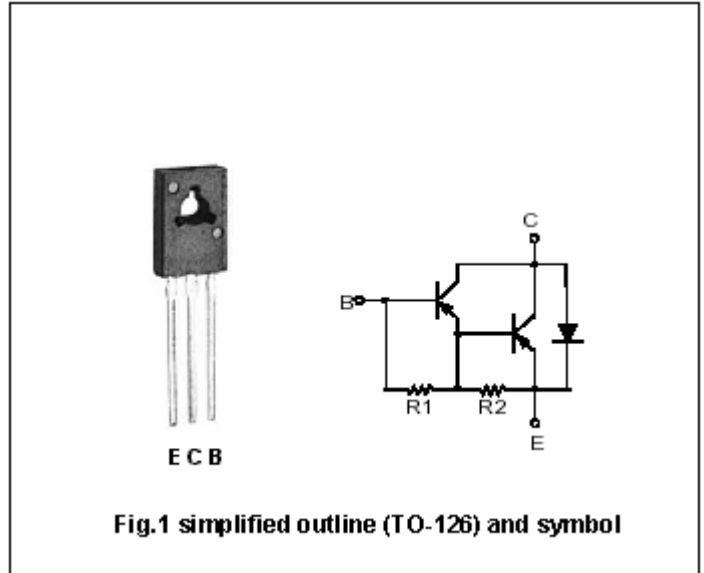 C
B
R1 R2
E
E C B
Fig.1 simplified outline (TO-126) and symbol